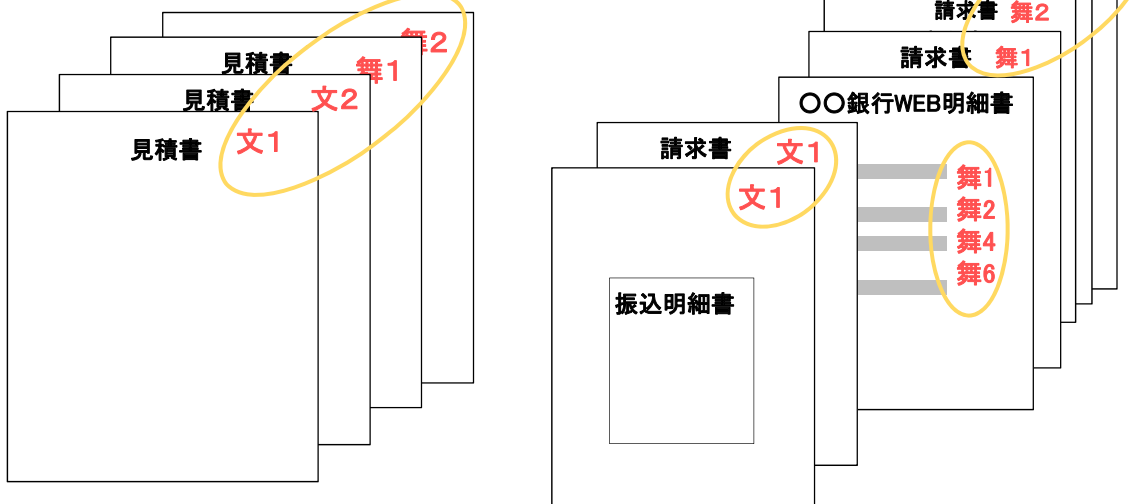 舞2
見積書 舞1
見積書 文2
見積書 文1
請求書 舞2
請求書 舞1
〇〇銀行WEB明細書
舞1
舞2
舞4
舞6
請求書 文1
文1
振込明細書